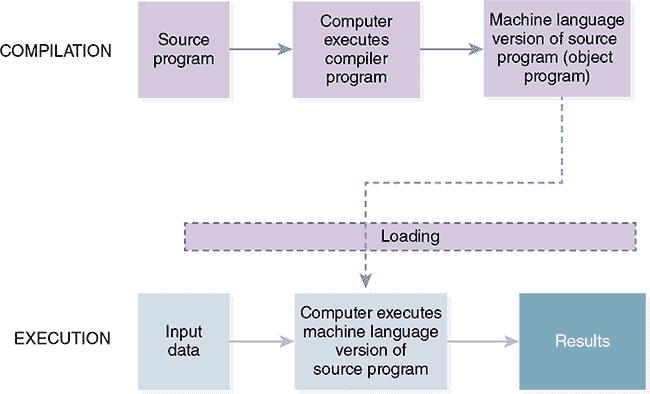 COMPILATION
Source
program
Computer
executes
compiler
program
Machine language
version of source
program (object
program)
Loading
EXECUTION
Input
data
Computer executes
machine language
version of
source program
Results